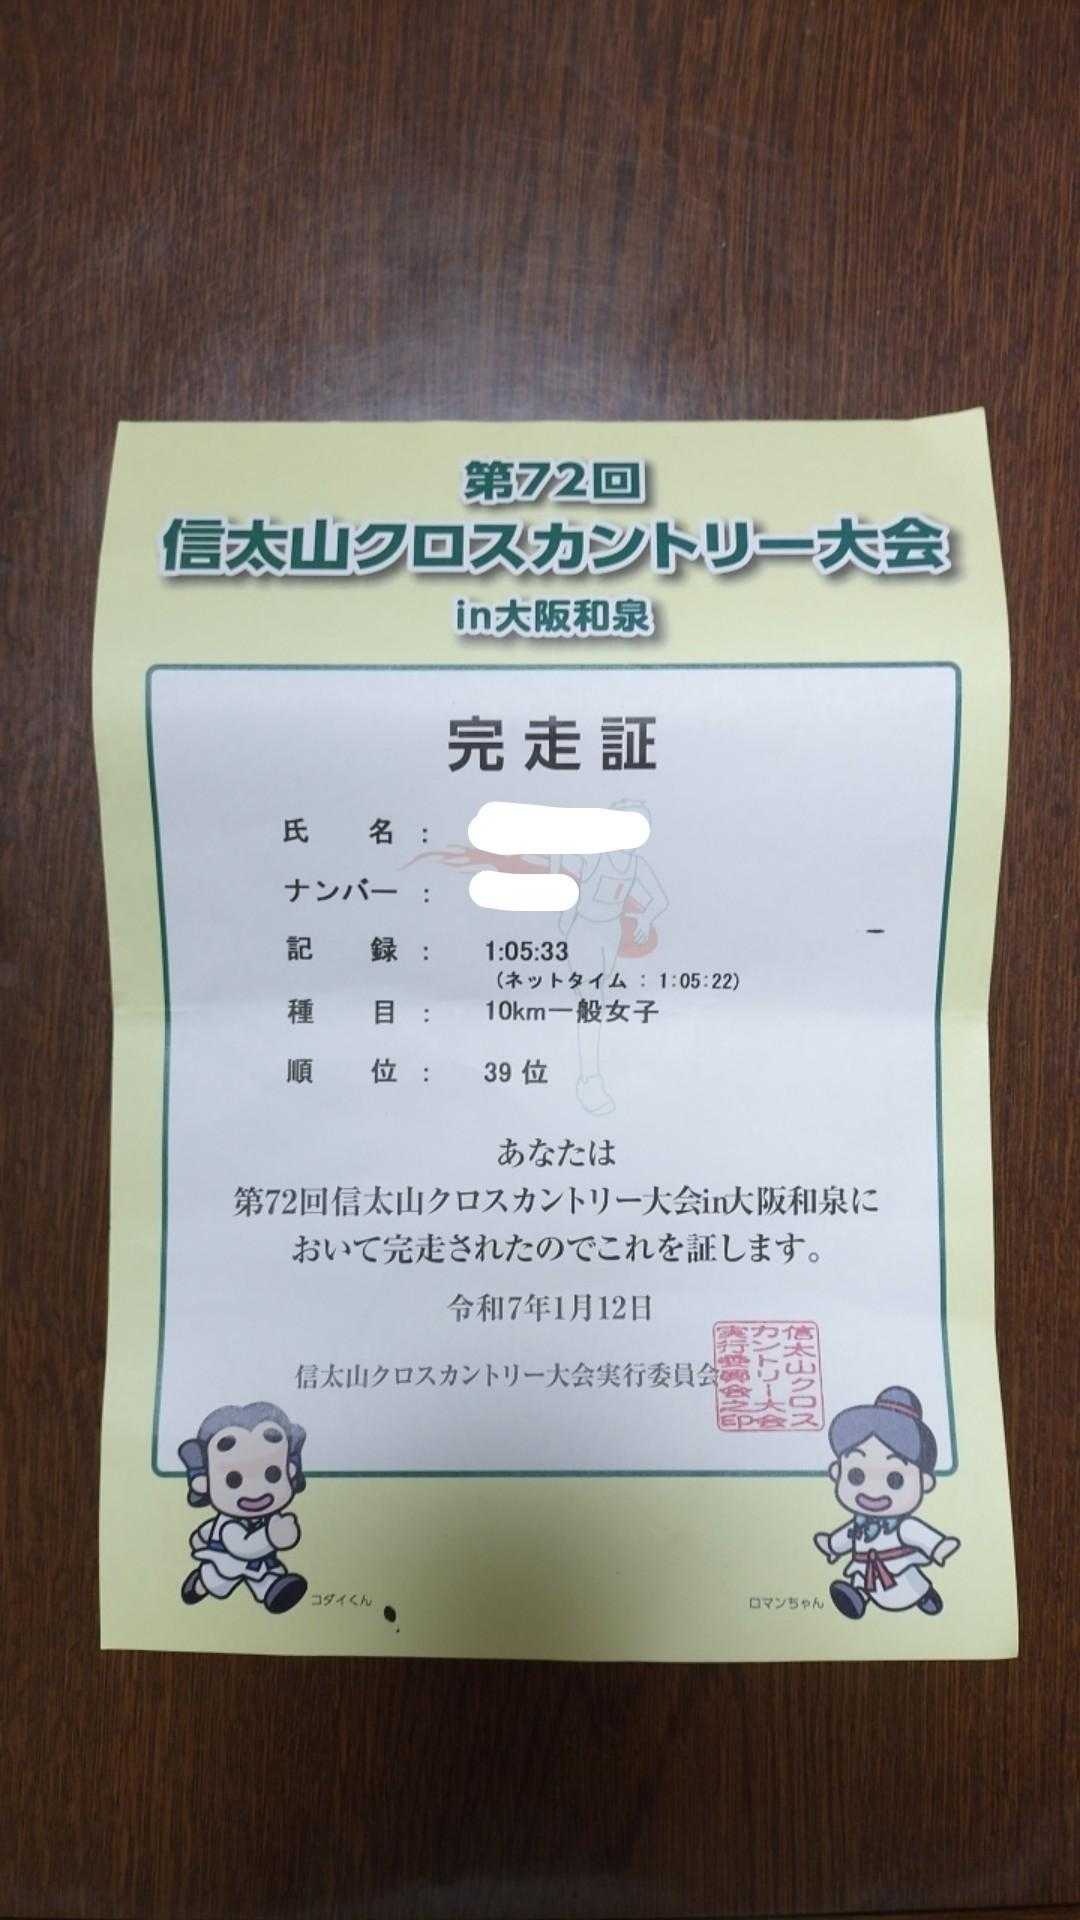 第72回
信太山クロスカントリー大会
in大阪和泉
完走証
氏 名 :
ナンバー :
記 録 : 1:05:33
(ネットタイム : 1:05:22)
種 目 : 10km一般女子
順 位 : 39 位
あなたは
第72回信太山クロスカントリー大会in大阪和泉に
おいて完走されたのでこれを証します。
令和7年1月12日
信太山クロスカントリー大会実行委員会
信太山クロス
カントリー大会
実行委員会之印
コダイくん
ロマンちゃん